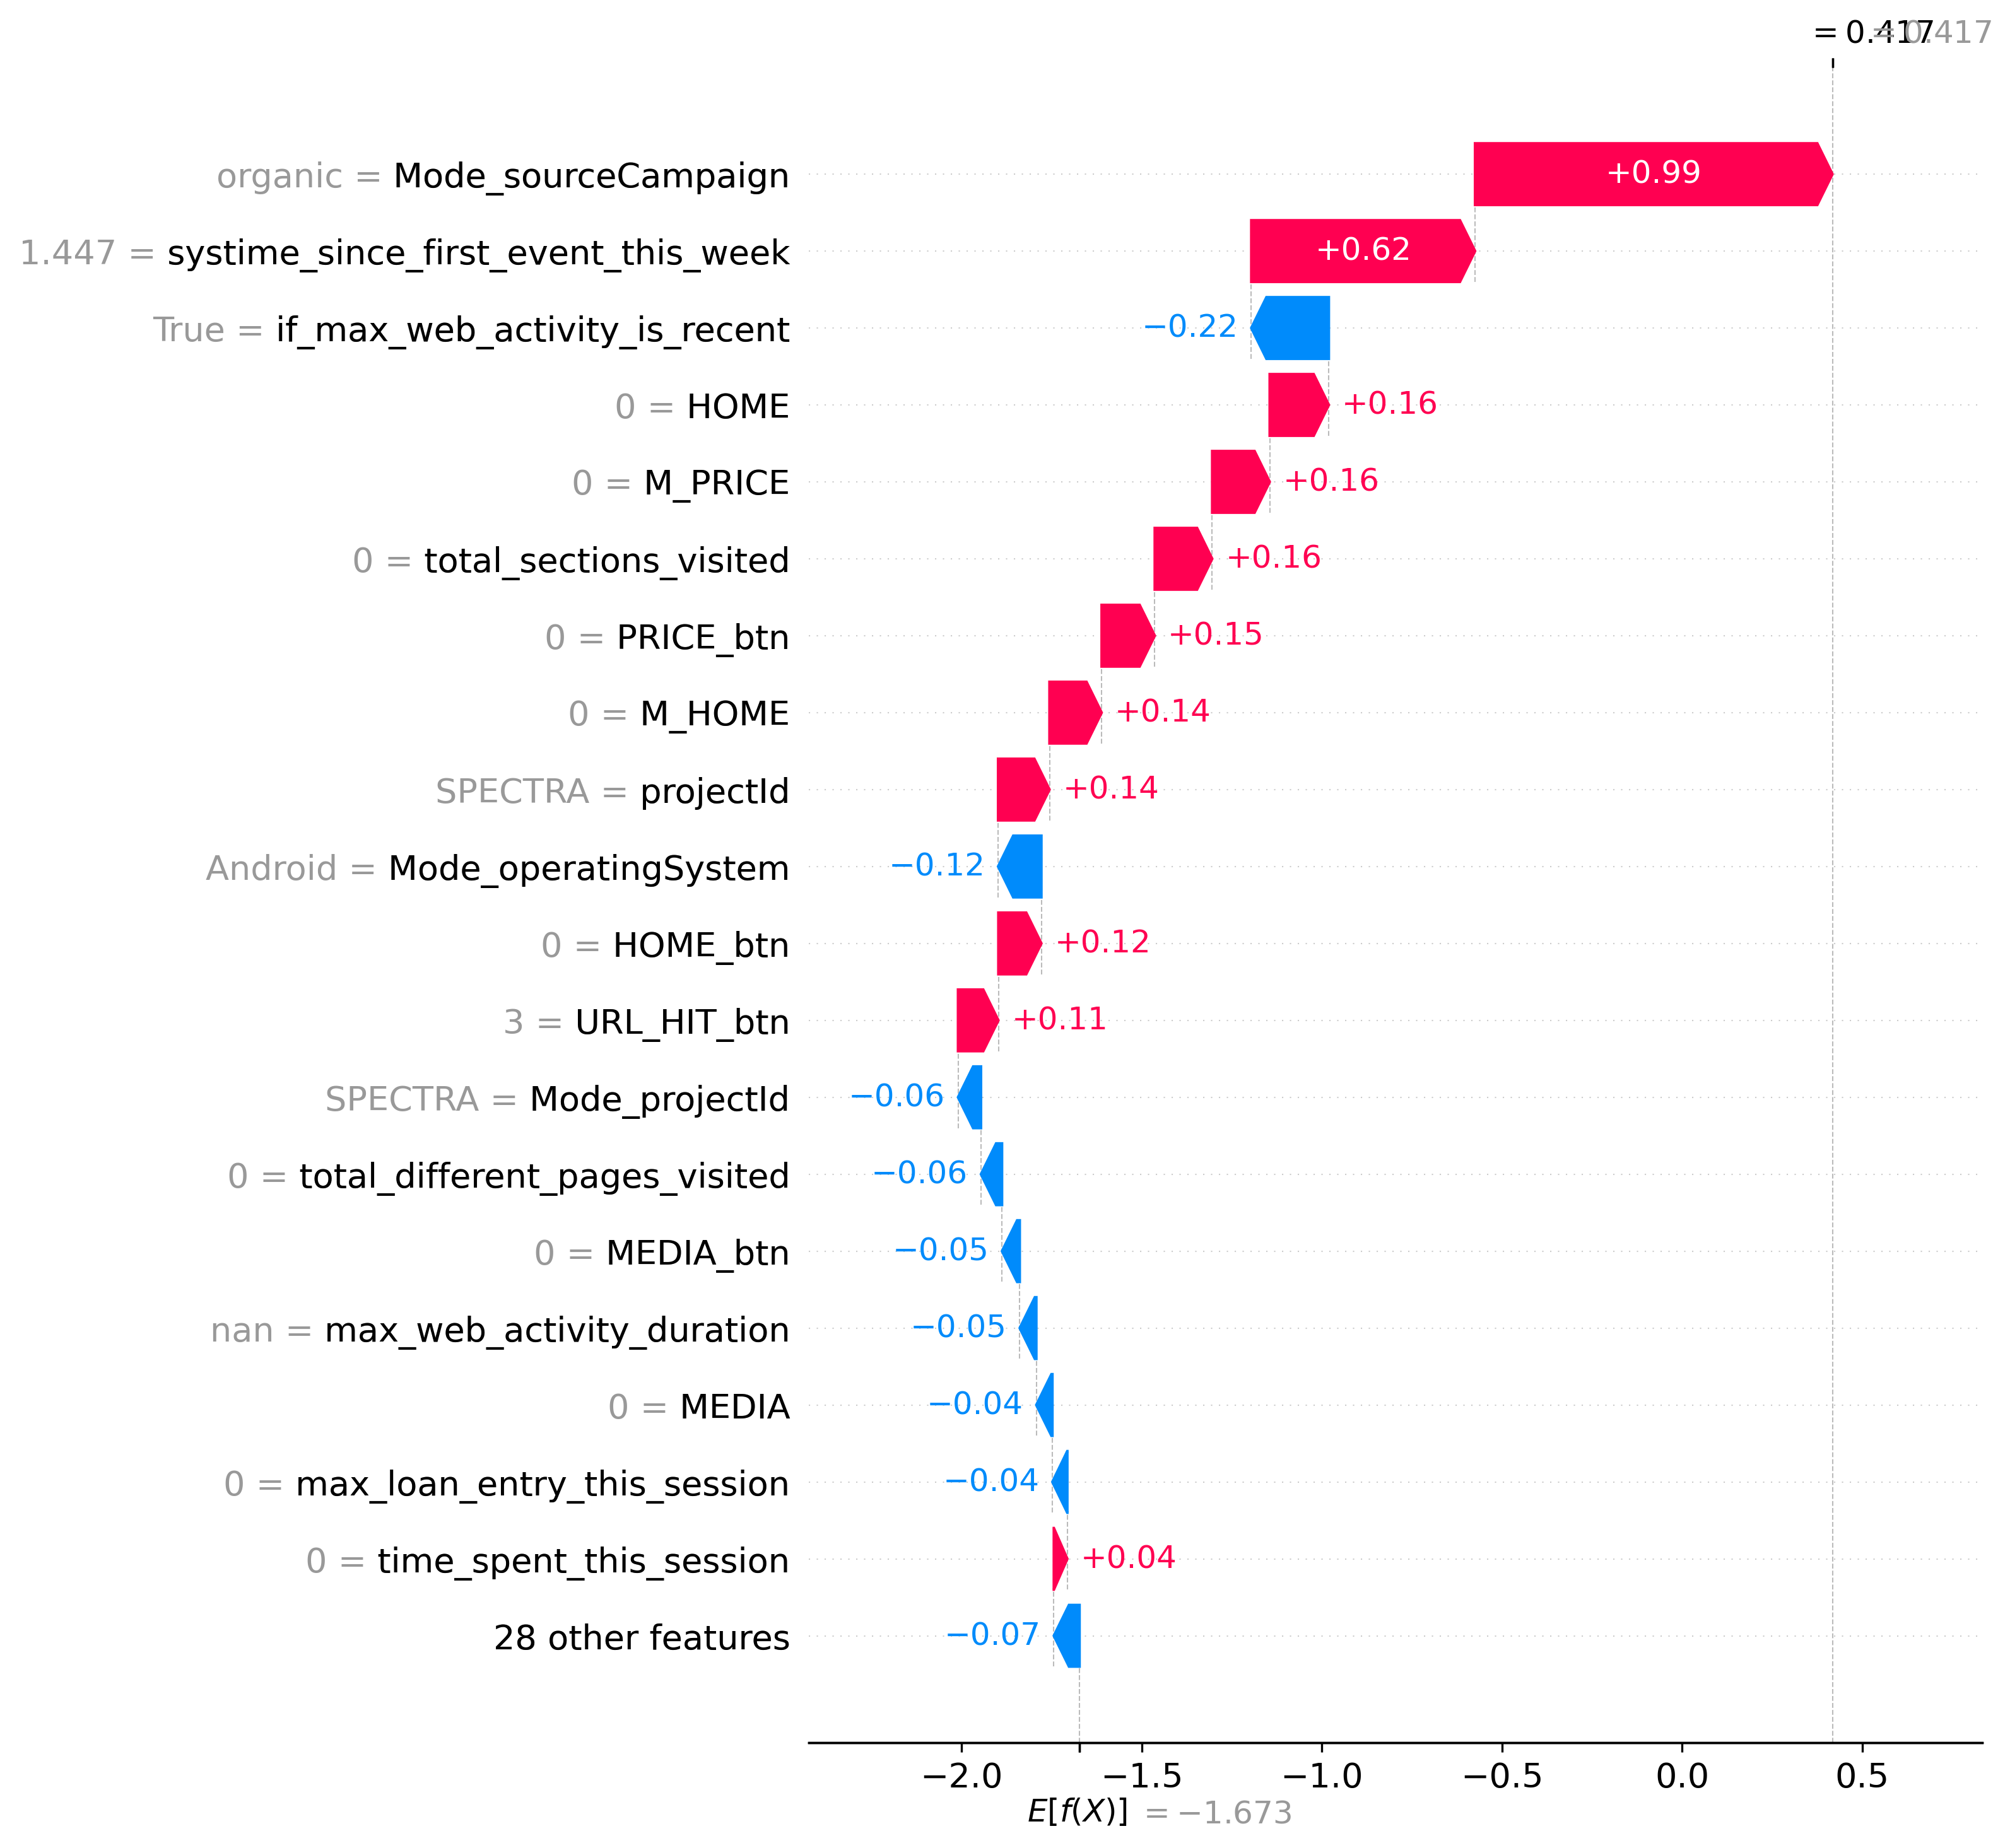 = 0.417 = 0.417
organic = Mode_sourceCampaign +0.99
1.447 = systime_since_first_event_this_week +0.62
True = if_max_web_activity_is_recent −0.22
0 = HOME +0.16
0 = M_PRICE +0.16
0 = total_sections_visited +0.16
0 = PRICE_btn +0.15
0 = M_HOME +0.14
SPECTRA = projectId +0.14
Android = Mode_operatingSystem −0.12
0 = HOME_btn +0.12
3 = URL_HIT_btn +0.11
SPECTRA = Mode_projectId −0.06
0 = total_different_pages_visited −0.06
0 = MEDIA_btn −0.05
nan = max_web_activity_duration −0.05
0 = MEDIA −0.04
0 = max_loan_entry_this_session −0.04
0 = time_spent_this_session +0.04
28 other features −0.07
−2.0 −1.5 −1.0 −0.5 0.0 0.5
E[f(X)] = −1.673